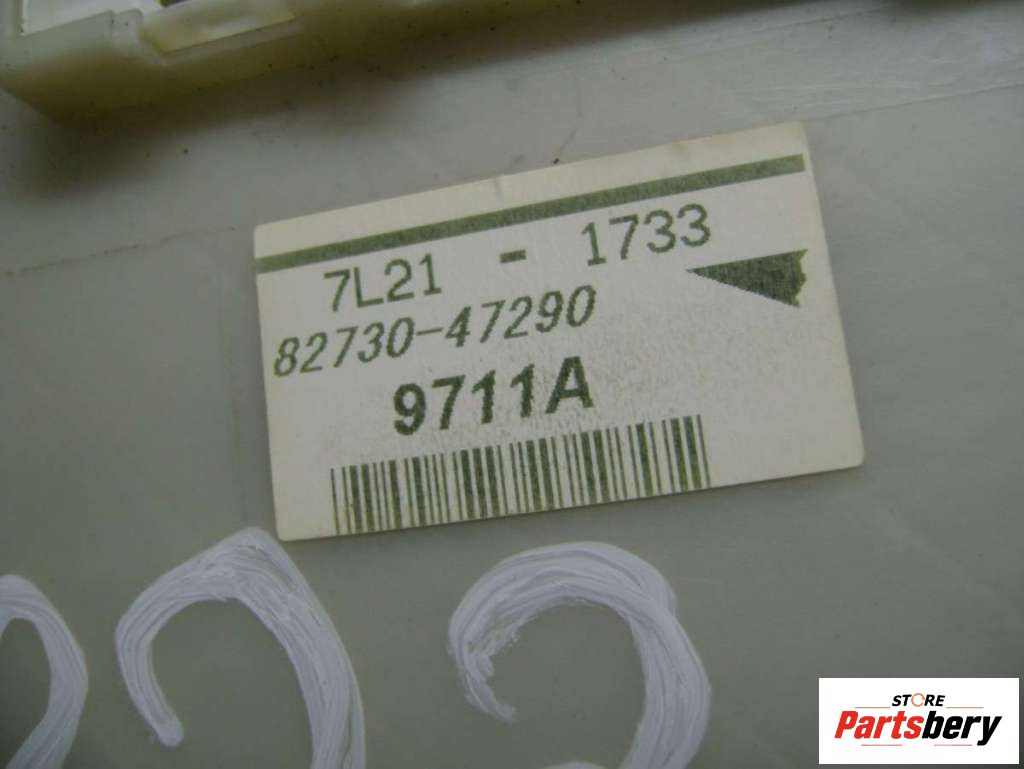 7L21 - 1733
82730-47290
9711A
STORE
Partsbery